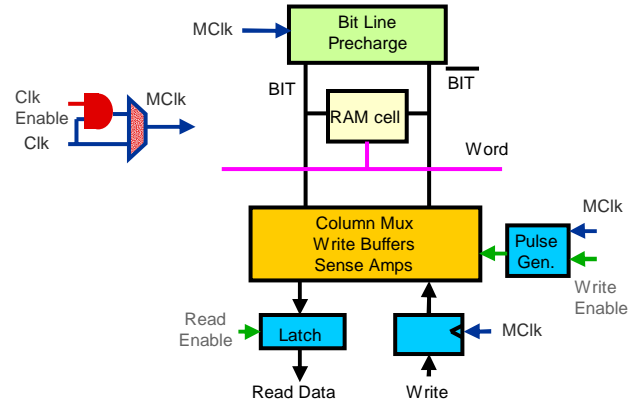 Bit Line
Precharge
MClk
BIT
BIT
Clk
Enable
MClk
Clk
RAM cell
Word
Column Mux
Write Buffers
Sense Amps
MClk
Pulse
Gen.
Write
Enable
Read
Enable
Latch
MClk
Read Data
Write